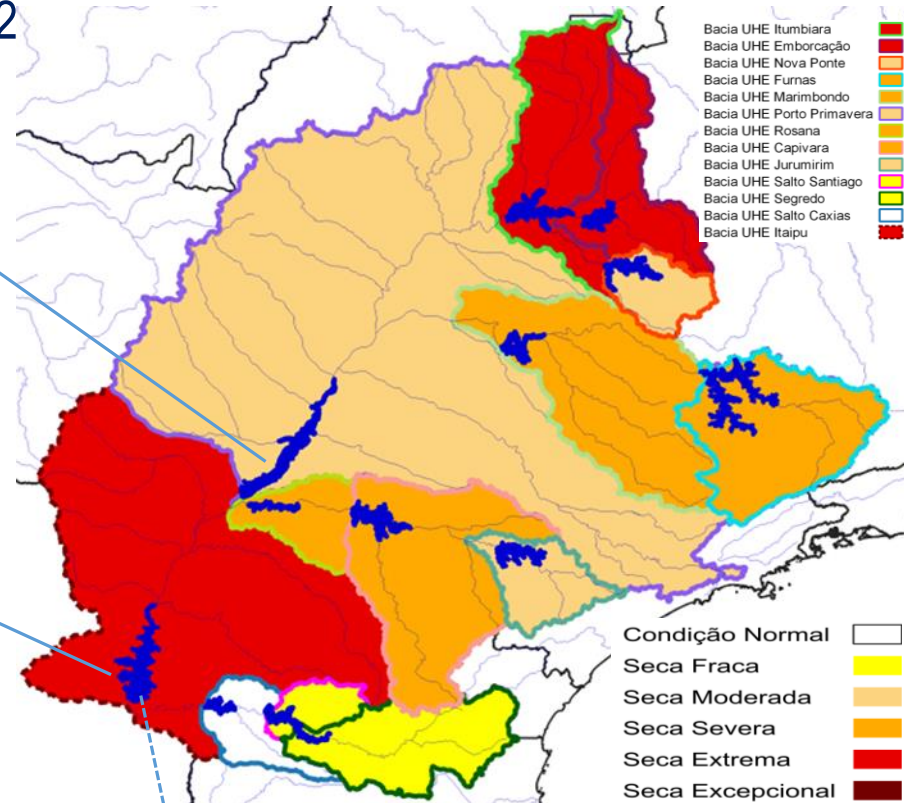 2
Bacia UHE Itumbiara
Bacia UHE Emborcação
Bacia UHE Nova Ponte
Bacia UHE Furnas
Bacia UHE Marimbondo
Bacia UHE Porto Primavera
Bacia UHE Rosana
Bacia UHE Capivara
Bacia UHE Jurumirim
Bacia UHE Salto Santiago
Bacia UHE Segredo
Bacia UHE Salto Caxias
Bacia UHE Itaipu
Condição Normal
Seca Fraca
Seca Moderada
Seca Severa
Seca Extrema
Seca Excepcional